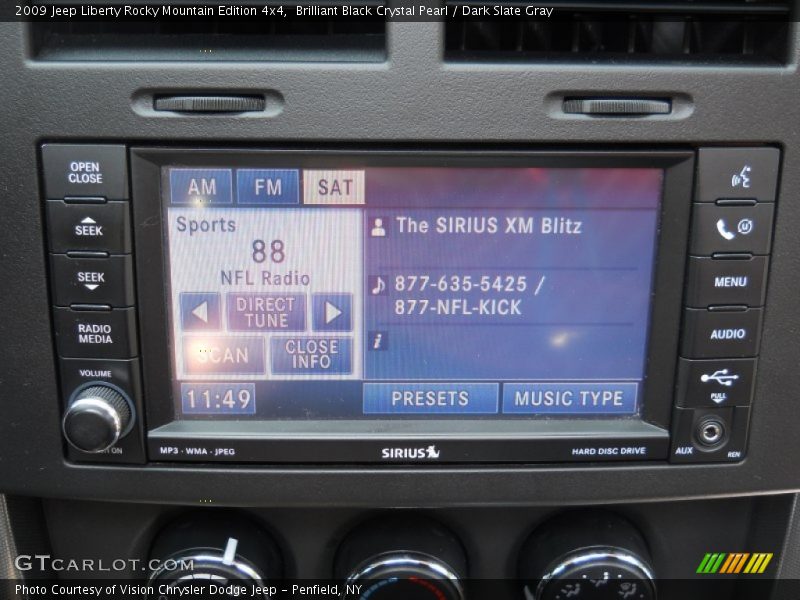 2009 Jeep Liberty Rocky Mountain Edition 4x4, Brilliant Black Crystal Pearl / Dark Slate Gray
OPEN
CLOSE
SEEK
SEEK
RADIO
MEDIA
VOLUME
AM FM SAT
Sports
88
NFL Radio
DIRECT
TUNE
SCAN
CLOSE
INFO
The SIRIUS XM Blitz
877-635-5425 /
877-NFL-KICK
i
11:49
PRESETS
MUSIC TYPE
MENU
AUDIO
PULL
AUX
REN
MP3 · WMA · JPEG
SIRIUS
HARD DISC DRIVE
GTCARLOT.COM
Photo Courtesy of Vision Chrysler Dodge Jeep - Penfield, NY